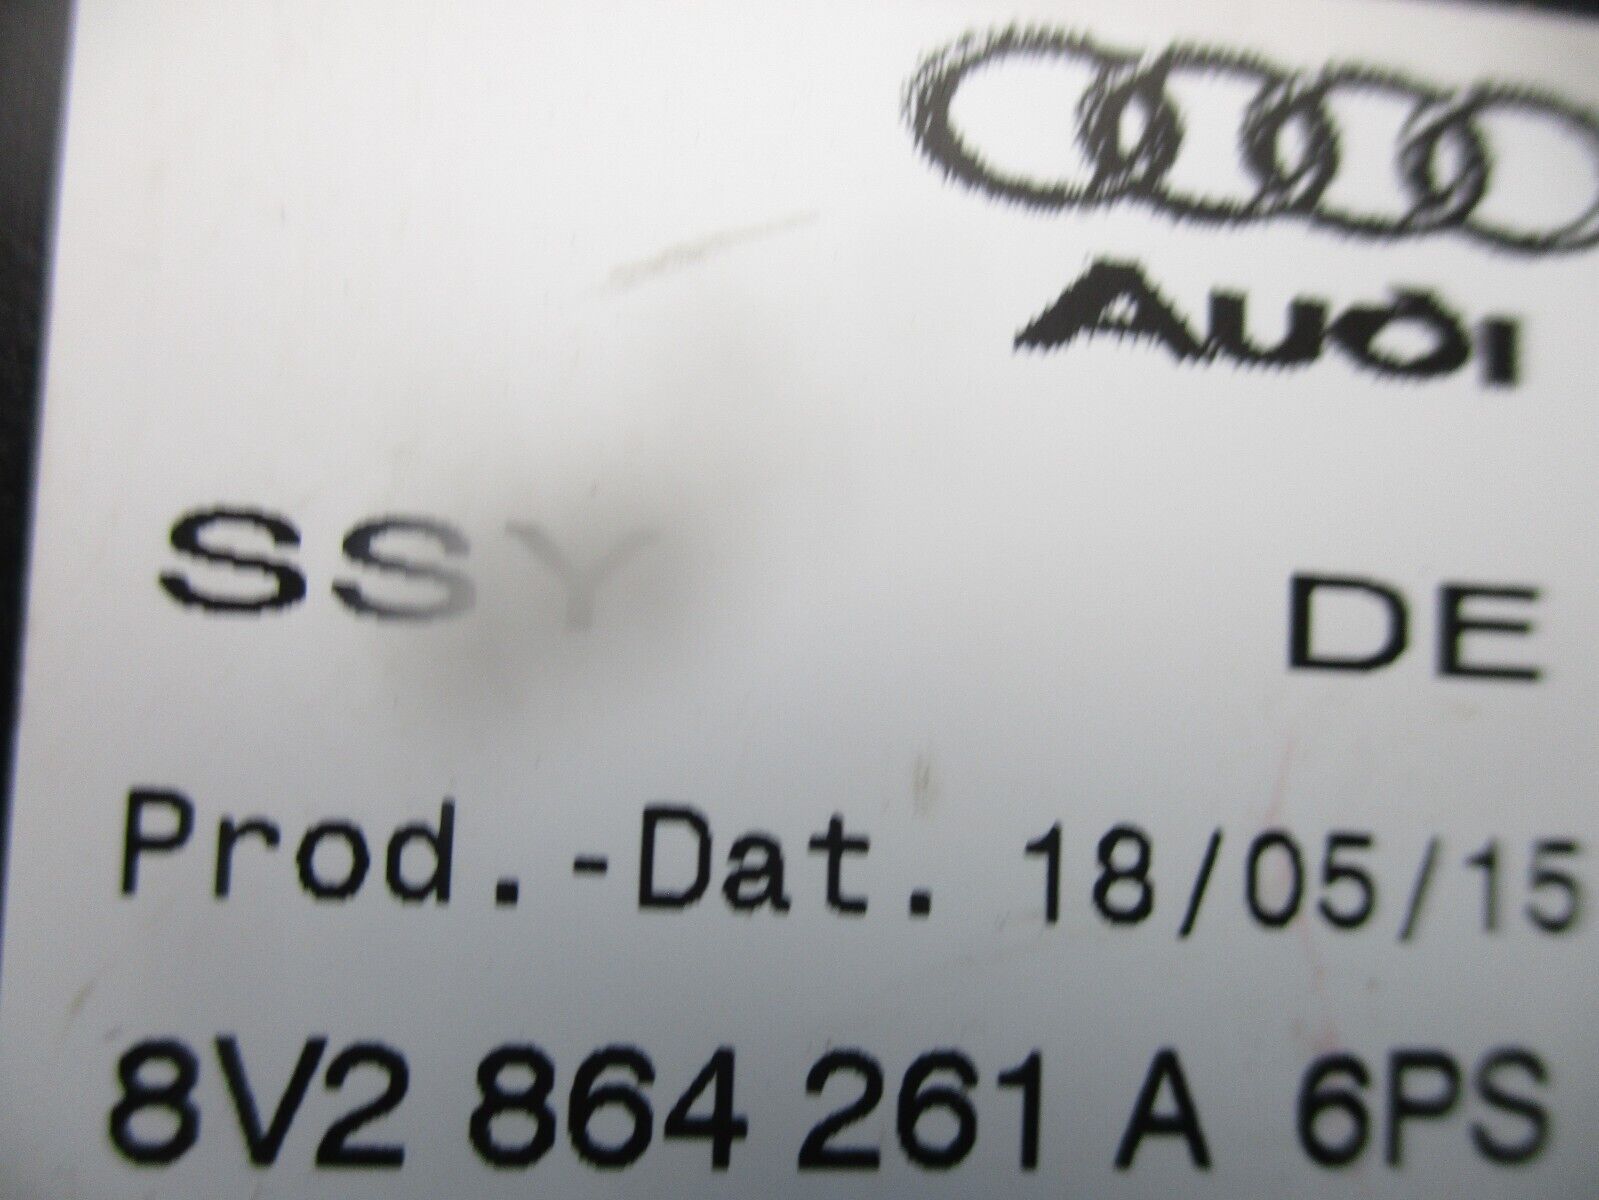 Audi
SSY DE
Prod.-Dat. 18/05/15
8V2 864 261 A 6PS